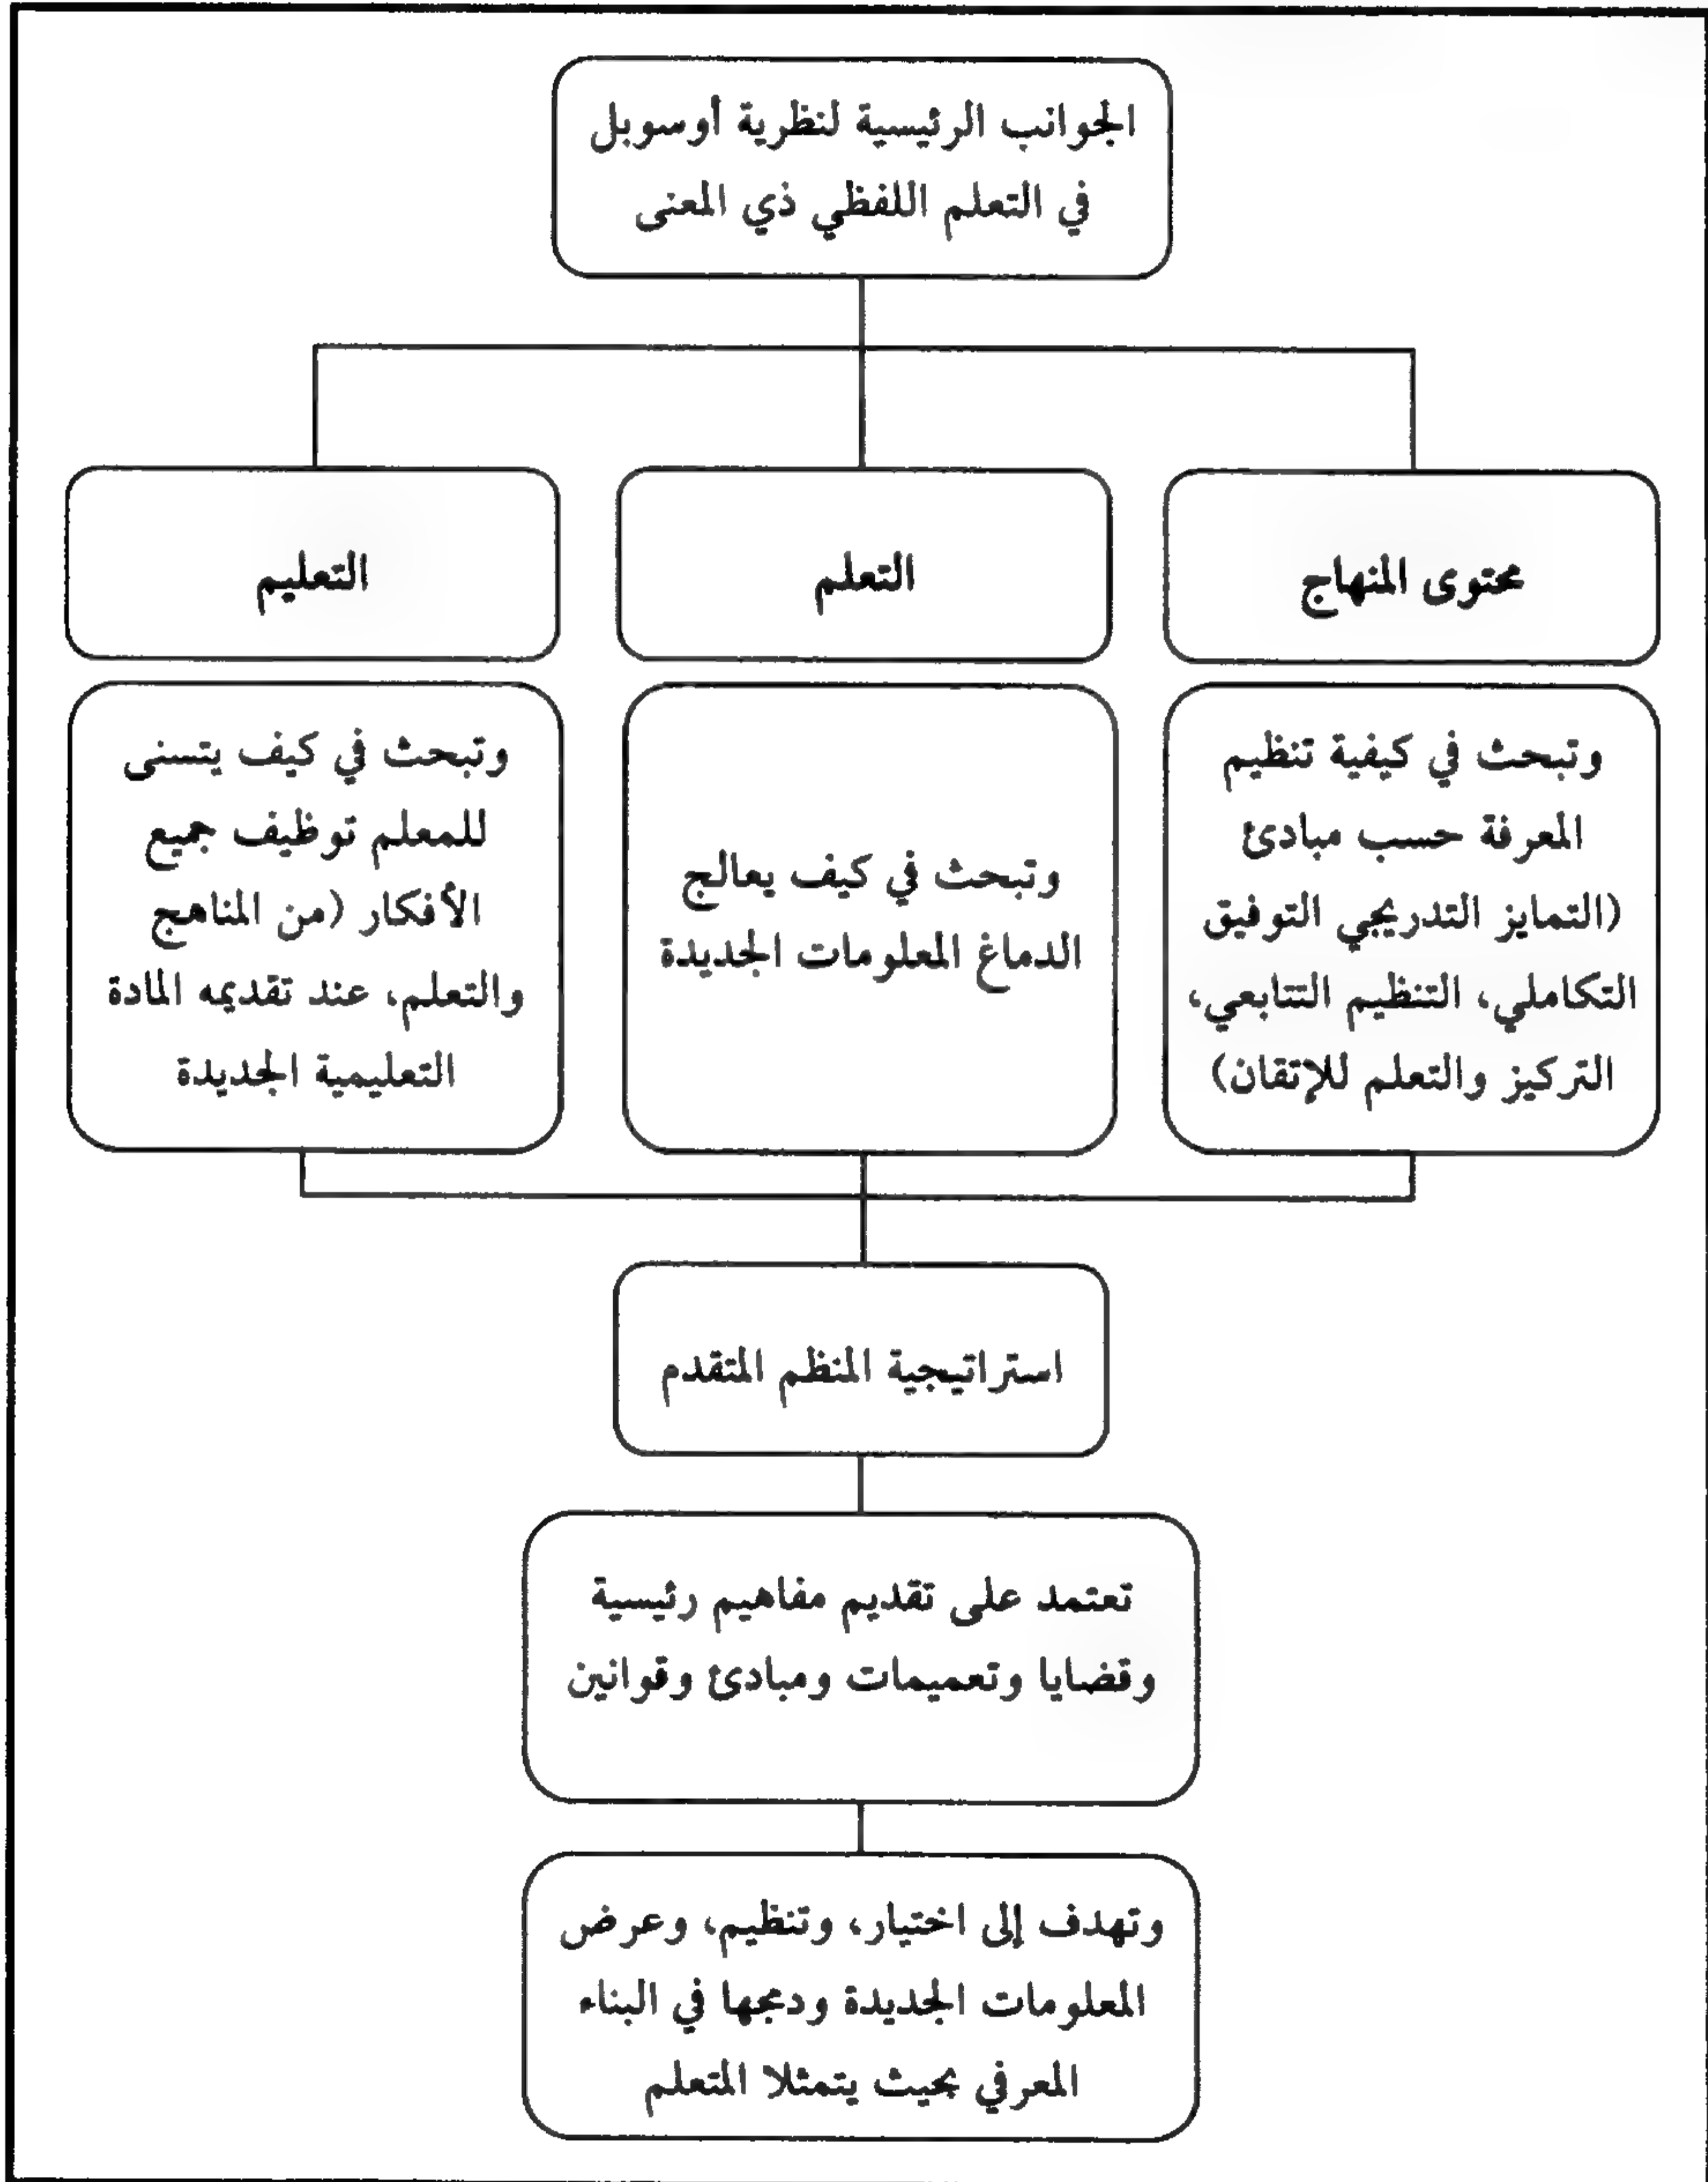 الجوانب الرئيسية لنظرية أوسوبل
في التعلم اللفظي ذي المعنى
محتوى المنهاج
التعلم
التعليم
وتبحث في كيفية تنظيم
المعرفة حسب مبادئ
(التمايز التدريجي التوفيق
التكاملي، التنظيم التتابعي،
التركيز والتعلم للإتقان)
وتبحث في كيف يعالج
الدماغ المعلومات الجديدة
وتبحث في كيف يتسنى
للمعلم توظيف جميع
الأفكار (من المناهج
والتعلم، عند تقديمه المادة
التعليمية الجديدة
استراتيجية المنظم المتقدم
تعتمد على تقديم مفاهيم رئيسية
وقضايا وتعميمات ومبادئ وقوانين
وتهدف إلى اختيار، وتنظيم، وعرض
المعلومات الجديدة ودمجها في البناء
المعرفي بحيث يتمثلا المتعلم